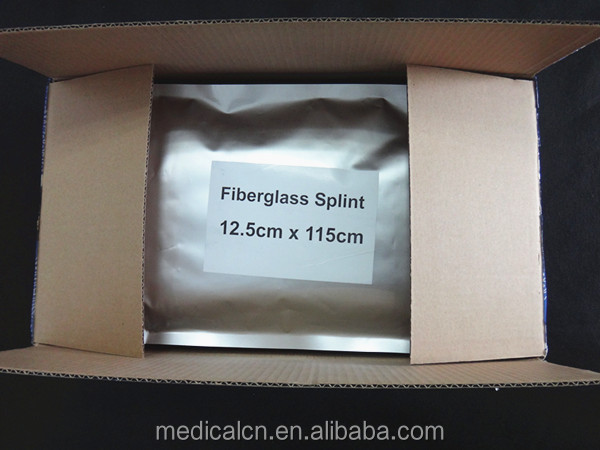 Fiberglass Splint
12.5cm x 115cm
medicalcn.en.alibaba.com